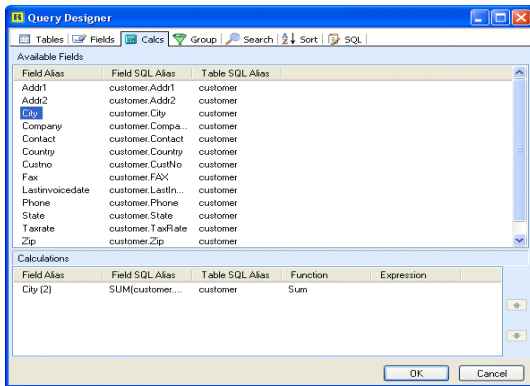 Query Designer
Tables Fields Calcs Group Search Sort SQL
Available Fields
Field Alias Field SQL Alias Table SQL Alias
Addr1 customer.Addr1 customer
Addr2 customer.Addr2 customer
City customer.City customer
Company customer.Compa... customer
Contact customer.Contact customer
Country customer.Country customer
Custno customer.CustNo customer
Fax customer.FAX customer
Lastinvoicedate customer.LastIn... customer
Phone customer.Phone customer
State customer.State customer
Taxrate customer.TaxRate customer
Zip customer.Zip customer
Calculations
Field Alias Field SQL Alias Table SQL Alias Function Expression
City (2) SUM(customer.... customer Sum
OK Cancel